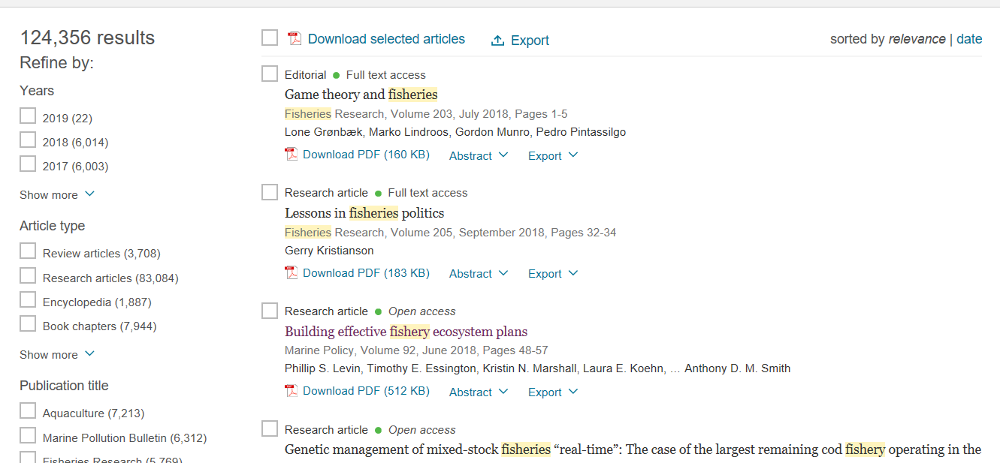 124,356 results
Refine by:
Years
2019 (22)
2018 (6,014)
2017 (6,003)
Show more
Article type
Review articles (3,708)
Research articles (83,084)
Encyclopedia (1,887)
Book chapters (7,944)
Show more
Publication title
Aquaculture (7,213)
Marine Pollution Bulletin (6,312)
Fisheries Research (5,769)
Download selected articles
Export
sorted by relevance | date
Editorial Full text access
Game theory and fisheries
Fisheries Research, Volume 203, July 2018, Pages 1-5
Lone Grønbæk, Marko Lindroos, Gordon Munro, Pedro Pintassilgo
Download PDF (160 KB) Abstract Export
Research article Full text access
Lessons in fisheries politics
Fisheries Research, Volume 205, September 2018, Pages 32-34
Gerry Kristianson
Download PDF (183 KB) Abstract Export
Research article Open access
Building effective fishery ecosystem plans
Marine Policy, Volume 92, June 2018, Pages 48-57
Phillip S. Levin, Timothy E. Essington, Kristin N. Marshall, Laura E. Koehn, … Anthony D. M. Smith
Download PDF (512 KB) Abstract Export
Research article Open access
Genetic management of mixed-stock fisheries “real-time”: The case of the largest remaining cod fishery operating in the